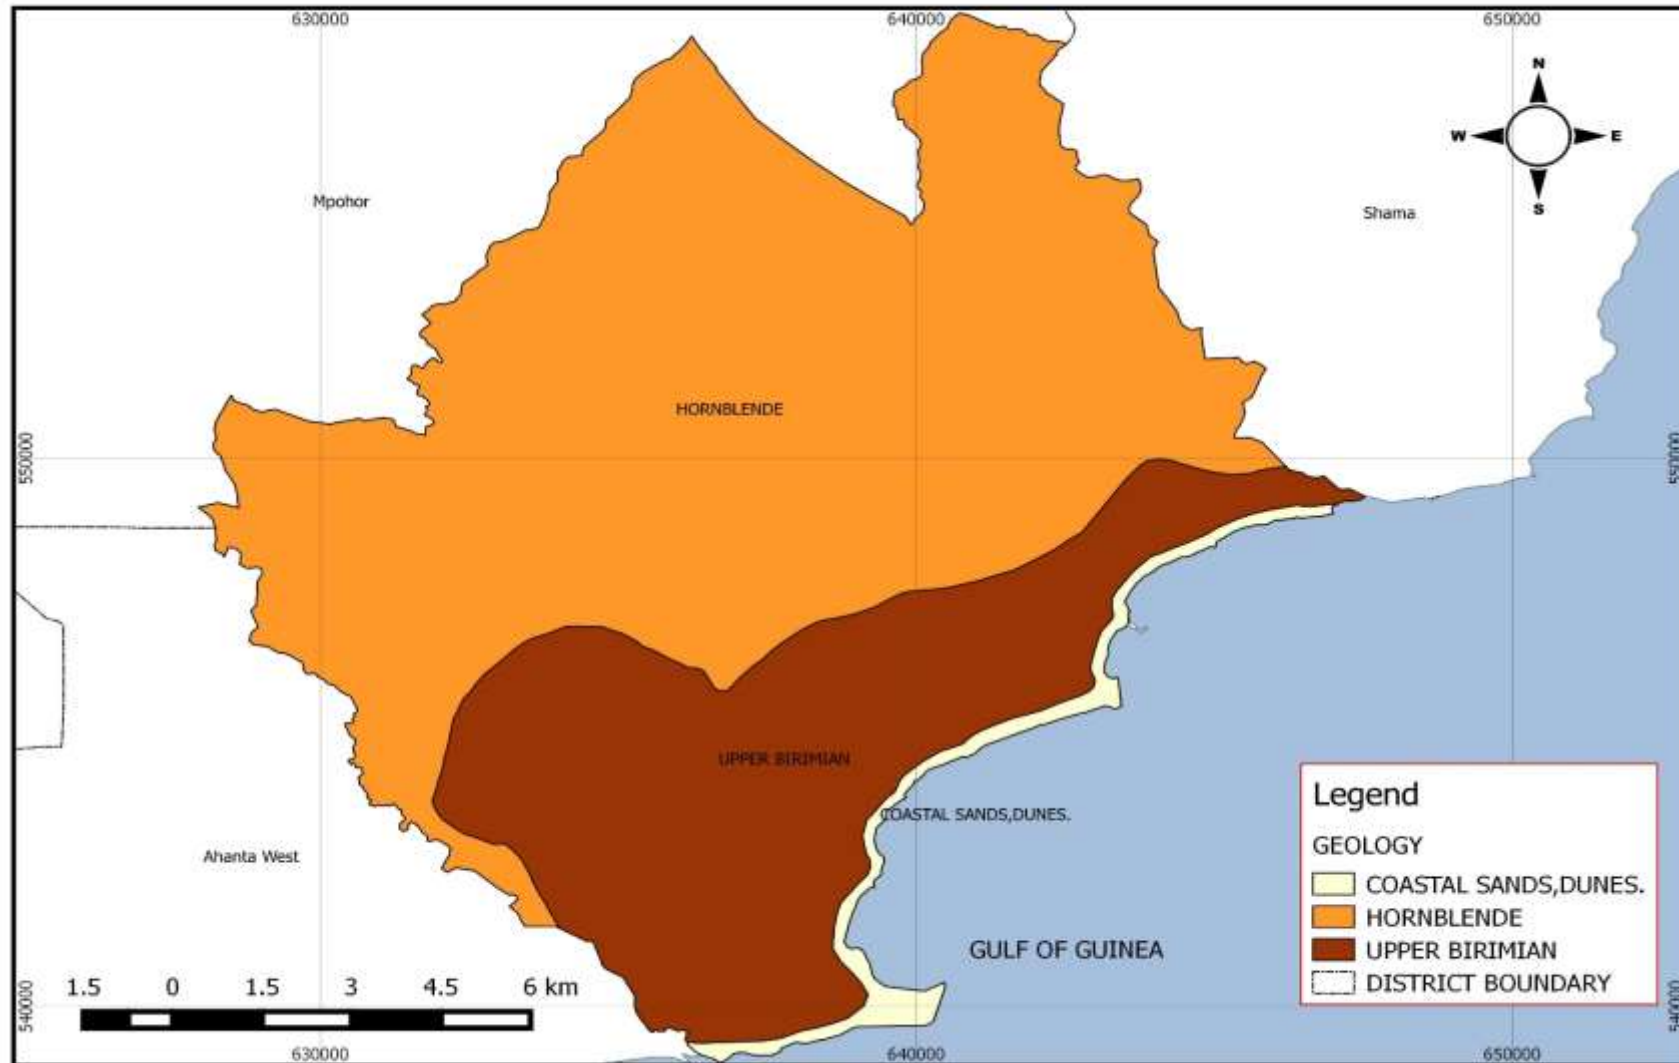 630000
640000
650000
N
W
E
S
Mpohor
Shama
HORNBLENDE
550000
550000
UPPER BIRIMIAN
COASTAL SANDS,DUNES.
Ahanta West
GULF OF GUINEA
Legend
GEOLOGY
COASTAL SANDS,DUNES.
HORNBLENDE
UPPER BIRIMIAN
DISTRICT BOUNDARY
1.5 0 1.5 3 4.5 6 km
540000
540000
630000
640000
650000